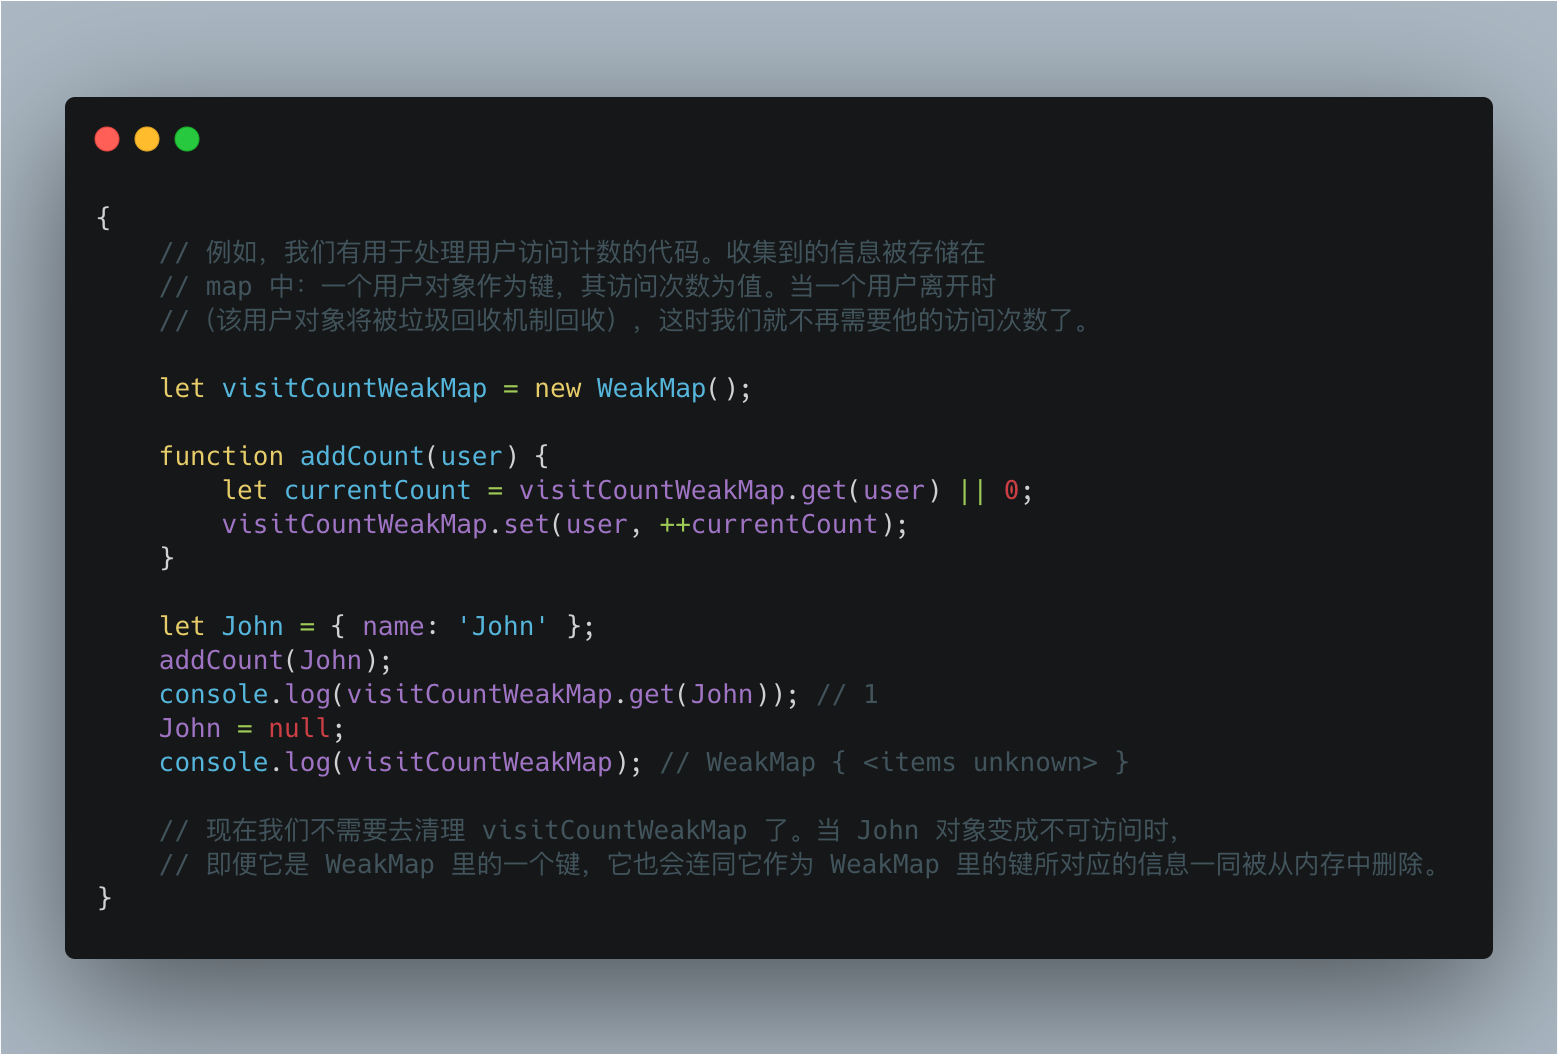 {
    // 例如，我们有用于处理用户访问计数的代码。收集到的信息被存储在
    // map 中：一个用户对象作为键，其访问次数为值。当一个用户离开时
    //（该用户对象将被垃圾回收机制回收），这时我们就不再需要他的访问次数了。
    let visitCountWeakMap = new WeakMap();
    function addCount(user) {
        let currentCount = visitCountWeakMap.get(user) || 0;
        visitCountWeakMap.set(user, ++currentCount);
    }
    let John = { name: 'John' };
    addCount(John);
    console.log(visitCountWeakMap.get(John)); // 1
    John = null;
    console.log(visitCountWeakMap); // WeakMap { <items unknown> }
    // 现在我们不需要去清理 visitCountWeakMap 了。当 John 对象变成不可访问时，
    // 即便它是 WeakMap 里的一个键，它也会连同它作为 WeakMap 里的键所对应的信息一同被从内存中删除。
}